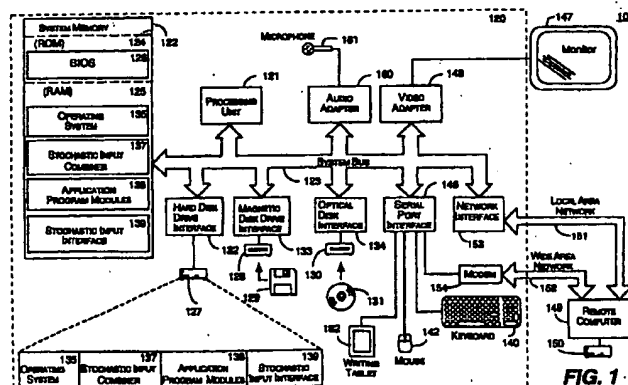 SYSTEM MEMORY
122
(ROM) 124
BIOS 126
(RAM) 125
OPERATING SYSTEM 135
STOCHASTIC INPUT COMBINER 137
APPLICATION PROGRAM MODULES 138
STOCHASTIC INPUT INTERFACE 139
MICROPHONE
161
120
147
10
Monitor
121
PROCESSING UNIT
160
AUDIO ADAPTER
148
VIDEO ADAPTER
SYSTEM BUS
123
HARD DISK DRIVE INTERFACE
MAGNETIC DISK DRIVE INTERFACE
OPTICAL DISK INTERFACE
SERIAL PORT INTERFACE
146
NETWORK INTERFACE
153
LOCAL AREA NETWORK
151
132
133
134
128
130
127
129
131
MODEM
154
WIDE AREA NETWORK
152
REMOTE COMPUTER
149
150
162
WRITING TABLET
142
MOUSE
KEYBOARD
140
135
OPERATING SYSTEM
137
STOCHASTIC INPUT COMBINER
138
APPLICATION PROGRAM MODULES
139
STOCHASTIC INPUT INTERFACE
FIG. 1